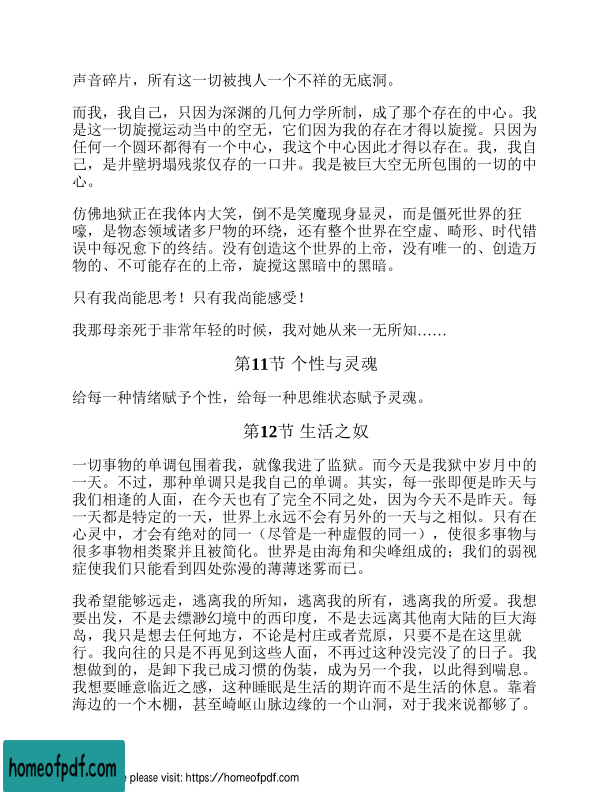 声音碎片，所有这一切被拽人一个不祥的无底洞。
而我，我自己，只因为深渊的几何力学所制，成了那个存在的中心。我
是这一切旋搅运动当中的空无，它们因为我的存在才得以旋搅。只因为
任何一个圆环都得有一个中心，我这个中心因此才得以存在。我，我自
己，是井壁坍塌残浆仅存的一口井。我是被巨大空无所包围的一切的中
心。
仿佛地狱正在我体内大笑，倒不是笑魔现身显灵，而是僵死世界的狂
嚎，是物态领域诸多尸物的环绕，还有整个世界在空虚、畸形、时代错
误中每况愈下的终结。没有创造这个世界的上帝，没有唯一的、创造万
物的、不可能存在的上帝，旋搅这黑暗中的黑暗。
只有我尚能思考！只有我尚能感受！
我那母亲死于非常年轻的时候，我对她从来一无所知……
第11节 个性与灵魂
给每一种情绪赋予个性，给每一种思维状态赋予灵魂。
第12节 生活之奴
一切事物的单调包围着我，就像我进了监狱。而今天是我狱中岁月中的
一天。不过，那种单调只是我自己的单调。其实，每一张即便是昨天与
我们相逢的人面，在今天也有了完全不同之处，因为今天不是昨天。每
一天都是特定的一天，世界上永远不会有另外的一天与之相似。只有在
心灵中，才会有绝对的同一（尽管是一种虚假的同一），使很多事物与
很多事物相类聚并且被简化。世界是由海角和尖峰组成的；我们的弱视
症使我们只能看到四处弥漫的薄薄迷雾而已。
我希望能够远走，逃离我的所知，逃离我的所有，逃离我的所爱。我想
要出发，不是去缥渺幻境中的西印度，不是去远离其他南大陆的巨大海
岛，我只是想去任何地方，不论是村庄或者荒原，只要不是在这里就
行。我向往的只是不再见到这些人面，不再过这种没完没了的日子。我
想做到的，是卸下我已成习惯的伪装，成为另一个我，以此得到喘息。
我想要睡意临近之感，这种睡眠是生活的期许而不是生活的休息。靠着
海边的一个木棚，甚至崎岖山脉边缘的一个山洞，对于我来说都够了。
homeofpdf.com
please visit: https://homeofpdf.com